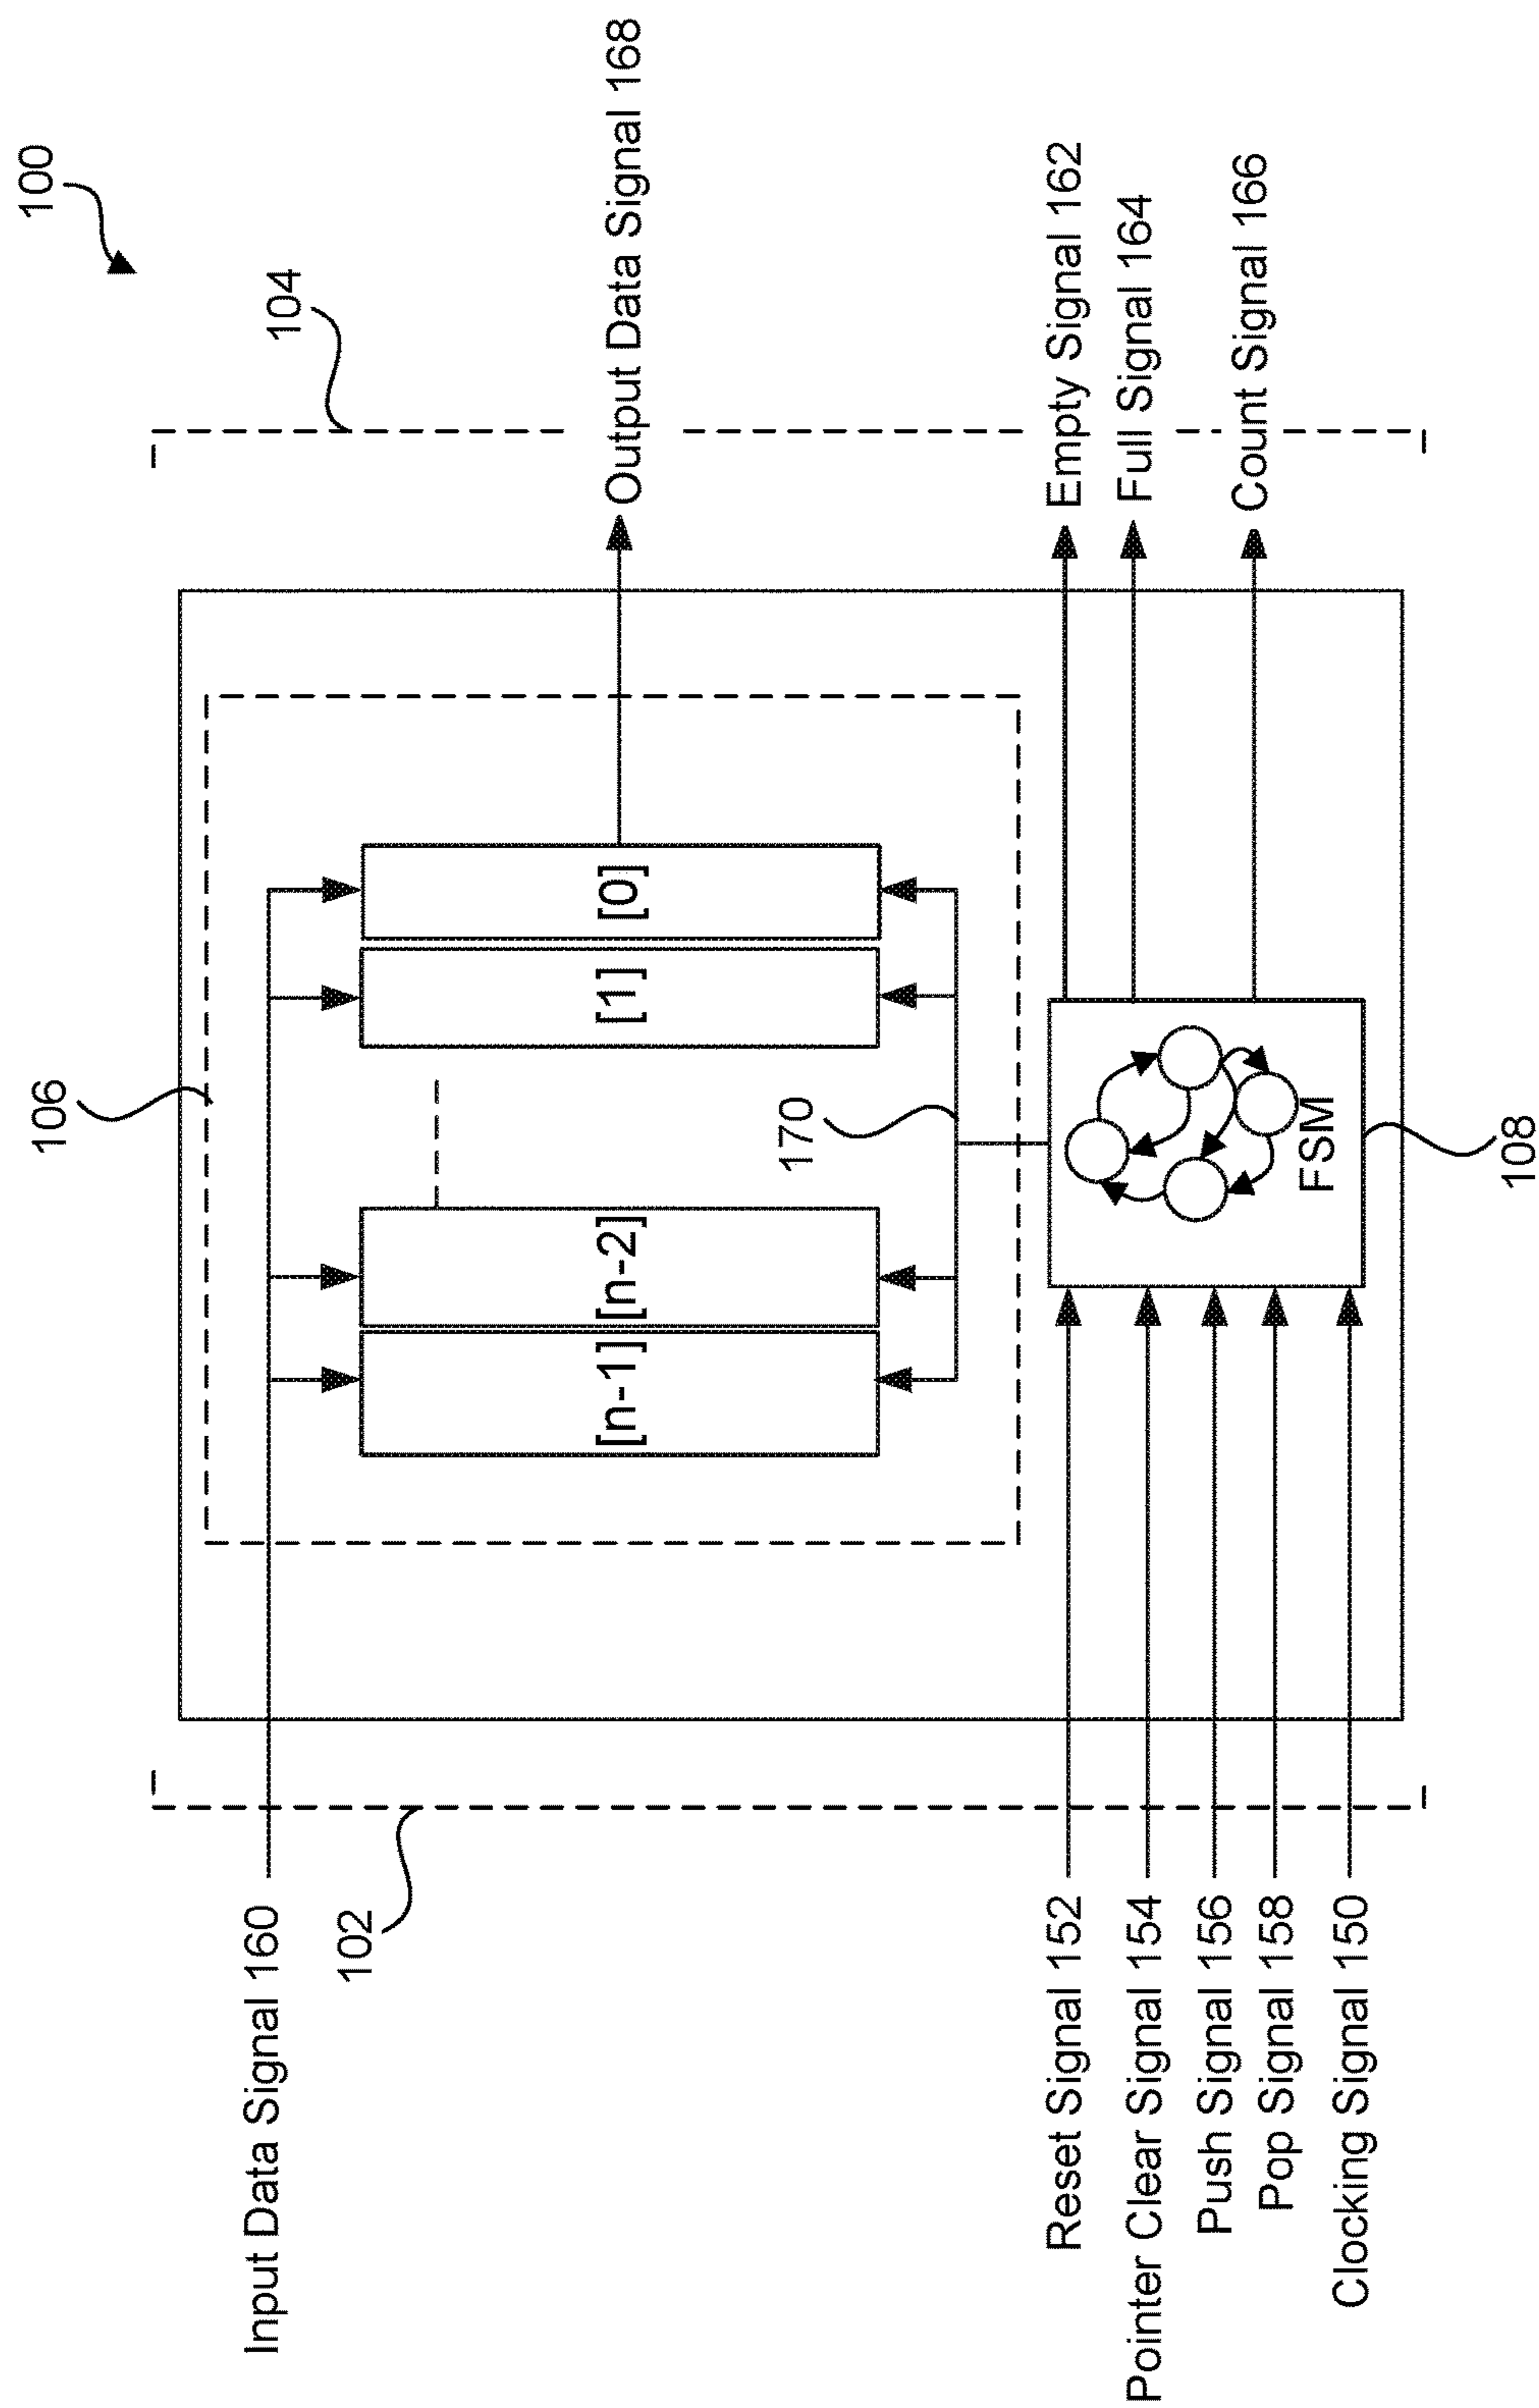 100
104
106
Input Data Signal 160
102
[n-1]
[n-2]
[1]
[0]
Output Data Signal 168
170
Reset Signal 152
Pointer Clear Signal 154
Push Signal 156
Pop Signal 158
Clocking Signal 150
FSM
108
Empty Signal 162
Full Signal 164
Count Signal 166